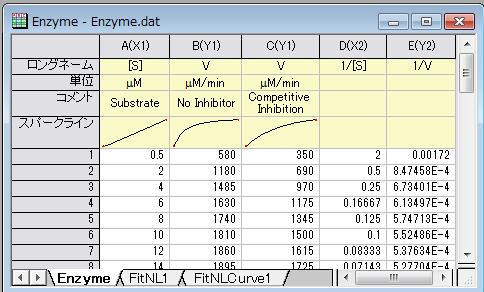 Enzyme - Enzyme.dat
A(X1) B(Y1) C(Y1) D(X2) E(Y2)
ロングネーム [S] V V 1/[S] 1/V
単位 μM μM/min μM/min
コメント Substrate No Inhibitor Competitive
Inhibition
スパークライン
1 0.5 580 350 2 0.00172
2 2 1180 690 0.5 8.47458E-4
3 4 1485 970 0.25 6.73401E-4
4 6 1630 1175 0.16667 6.13497E-4
5 8 1740 1345 0.125 5.74713E-4
6 10 1810 1500 0.1 5.52486E-4
7 12 1860 1615 0.08333 5.37634E-4
8 14 1895 1725 0.07143 5.27704E-4
Enzyme FitNL1 FitNLCurve1